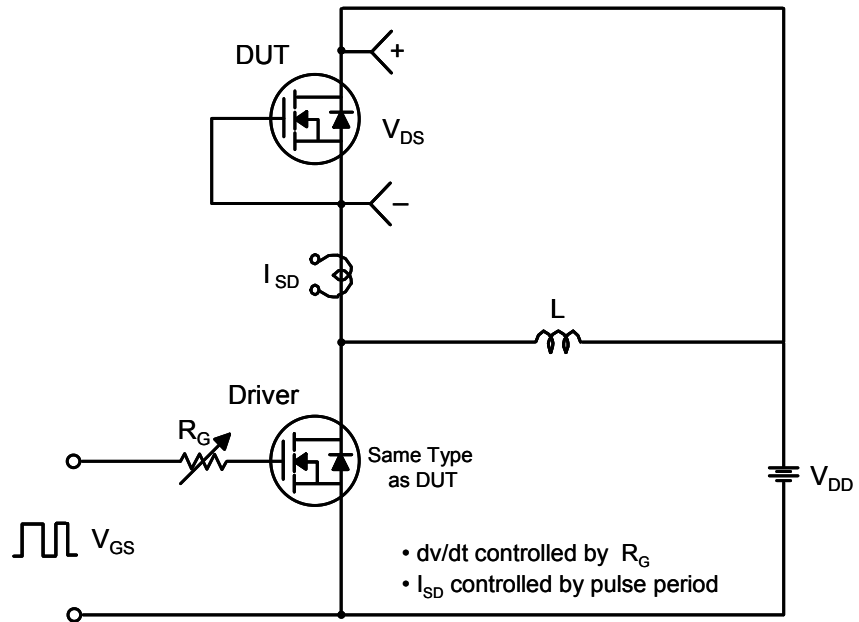 +
DUT
V_DS
−
I_SD
L
Driver
R_G
Same Type
as DUT
V_DD
V_GS
• dv/dt controlled by R_G
• I_SD controlled by pulse period